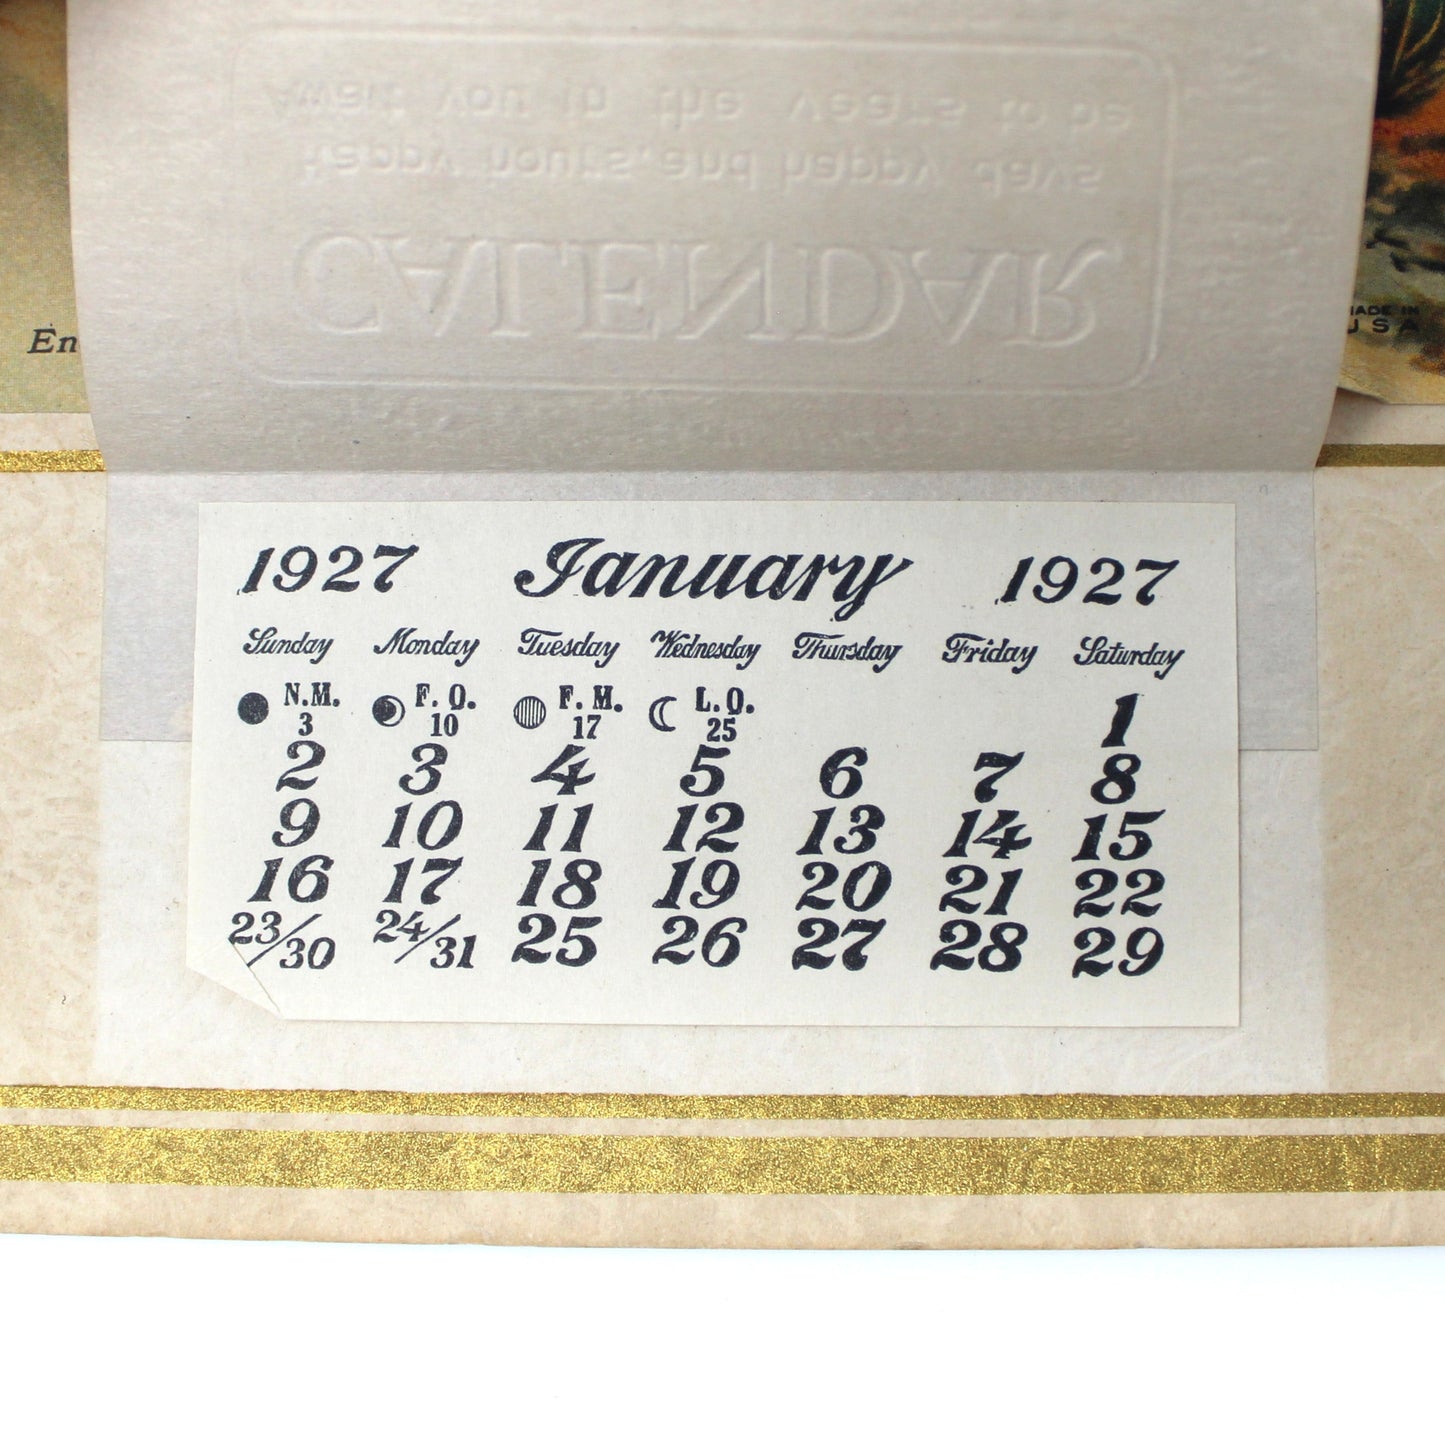 Await you in the years to be
Happy hours, and happy days
CALENDAR
En
MADE IN
USA
1927 January 1927
Sunday Monday Tuesday Wednesday Thursday Friday Saturday
N.M. 3 F.Q. 10 F.M. 17 L.Q. 25 1
2 3 4 5 6 7 8
9 10 11 12 13 14 15
16 17 18 19 20 21 22
23/30 24/31 25 26 27 28 29